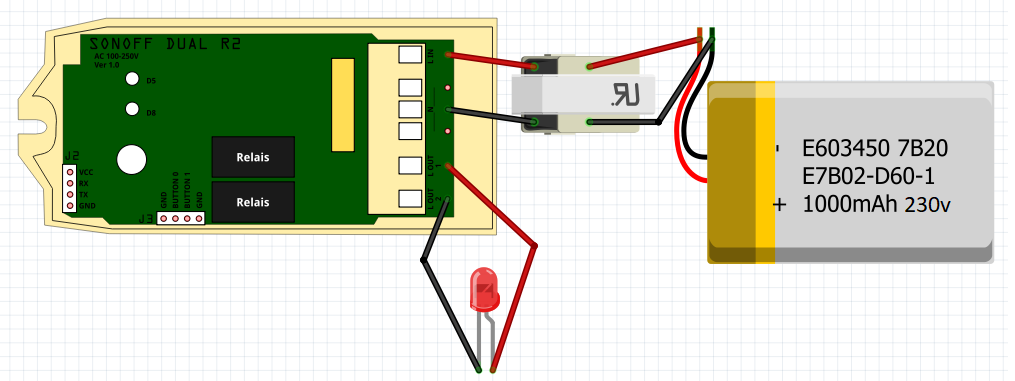 SONOFF DUAL R2
AC 100-250V
Ver 1.0
D5
D8
J2
VCC
RX
TX
GND
J3
GND
BUTTON 0
BUTTON 1
GND
Relais
Relais
L IN
N
L OUT 1
L OUT 2
UR.
- E603450 7B20
E7B02-D60-1
+ 1000mAh 230v